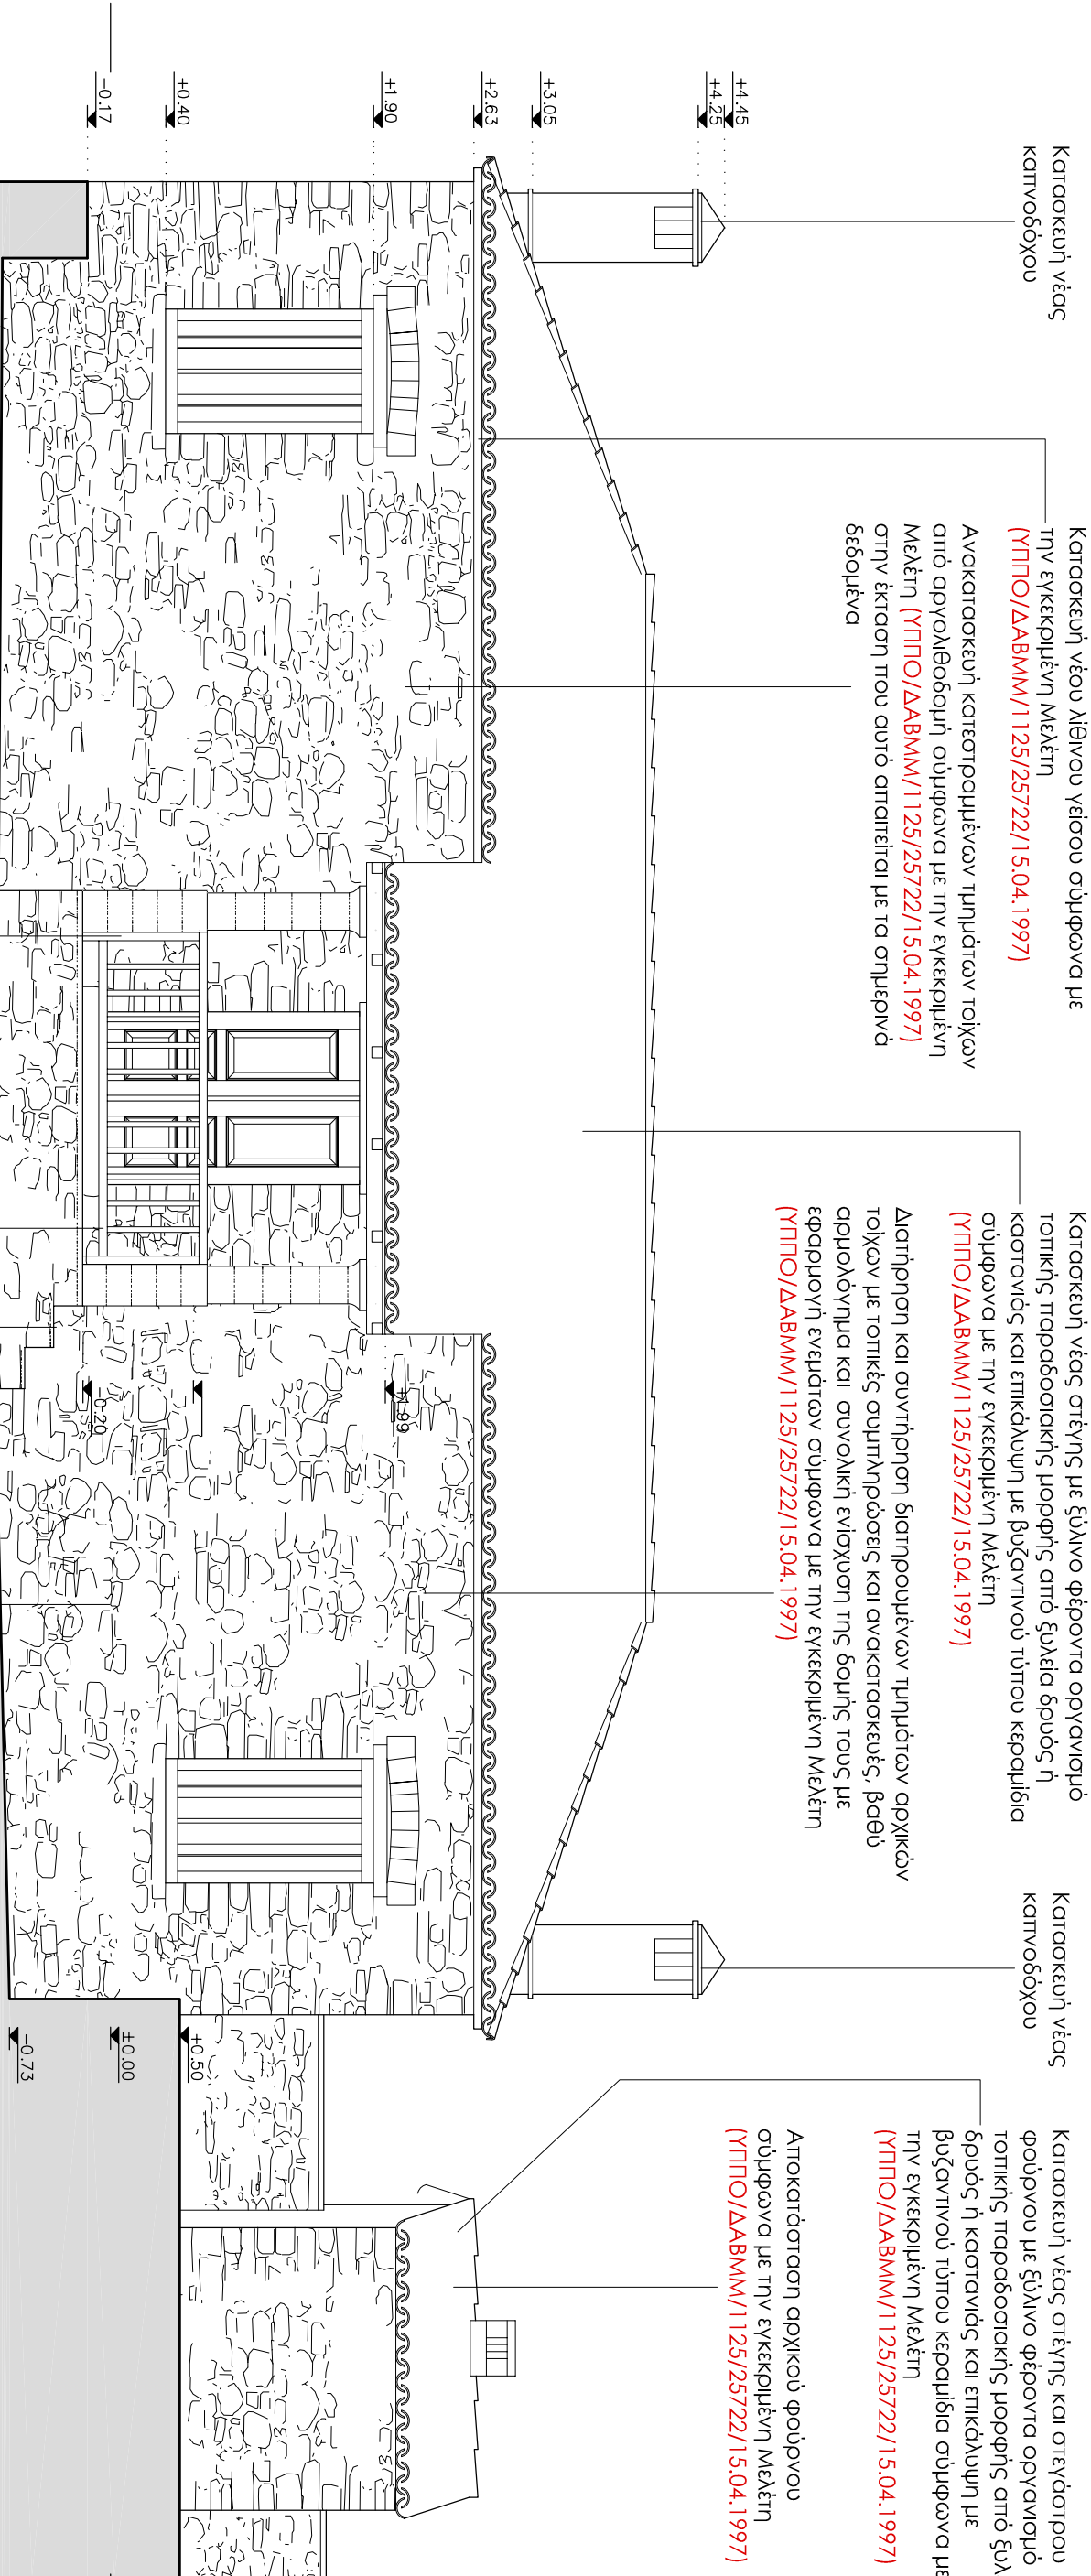 Κατασκευή νέας
καπνοδόχου
Κατασκευή νέου λίθινου γείσου σύμφωνα με
την εγκεκριμένη Μελέτη
(ΥΠΠΟ/ΔΑΒΜΜ/1125/25722/15.04.1997)
Ανακατασκευή κατεστραμμένων τμημάτων τοίχων
από αργολιθοδομή σύμφωνα με την εγκεκριμένη
Μελέτη (ΥΠΠΟ/ΔΑΒΜΜ/1125/25722/15.04.1997)
στην έκταση που αυτό απαιτείται με τα σημερινά
δεδομένα
Κατασκευή νέας στέγης με ξύλινο φέροντα οργανισμό
τοπικής παραδοσιακής μορφής από ξυλεία δρυός ή
καστανιάς και επικάλυψη με βυζαντινού τύπου κεραμίδια
σύμφωνα με την εγκεκριμένη Μελέτη
(ΥΠΠΟ/ΔΑΒΜΜ/1125/25722/15.04.1997)
Διατήρηση και συντήρηση διατηρουμένων τμημάτων αρχικών
τοίχων με τοπικές συμπληρώσεις και ανακατασκευές, βαθύ
αρμολόγημα και συνολική ενίσχυση της δομής τους με
εφαρμογή ενεμάτων σύμφωνα με την εγκεκριμένη Μελέτη
(ΥΠΠΟ/ΔΑΒΜΜ/1125/25722/15.04.1997)
Κατασκευή νέας
καπνοδόχου
Κατασκευή νέας στέγης και στεγάστρου
φούρνου με ξύλινο φέροντα οργανισμό
τοπικής παραδοσιακής μορφής από ξυλ
δρυός ή καστανιάς και επικάλυψη με
βυζαντινού τύπου κεραμίδια σύμφωνα με
την εγκεκριμένη Μελέτη
(ΥΠΠΟ/ΔΑΒΜΜ/1125/25722/15.04.1997)
Αποκατάσταση αρχικού φούρνου
σύμφωνα με την εγκεκριμένη Μελέτη
(ΥΠΠΟ/ΔΑΒΜΜ/1125/25722/15.04.1997)
+4.45
+4.25
+3.05
+2.63
+1.90
+0.40
-0.17
+1.99
-0.20
+0.50
±0.00
-0.73